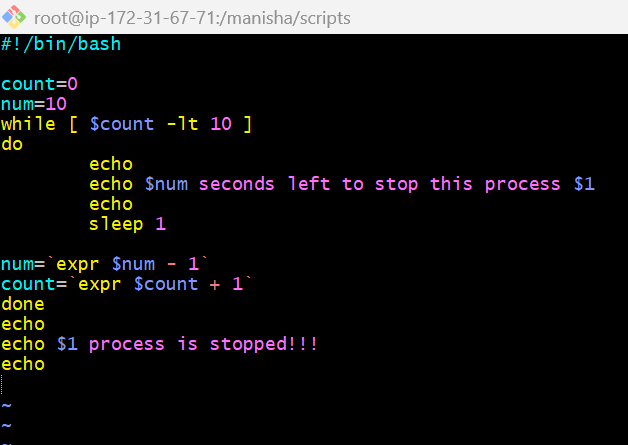 root@ip-172-31-67-71:/manisha/scripts
#!/bin/bash

count=0
num=10
while [ $count -lt 10 ]
do
        echo
        echo $num seconds left to stop this process $1
        echo
        sleep 1

num=`expr $num - 1`
count=`expr $count + 1`
done
echo
echo $1 process is stopped!!!
echo

~
~
~